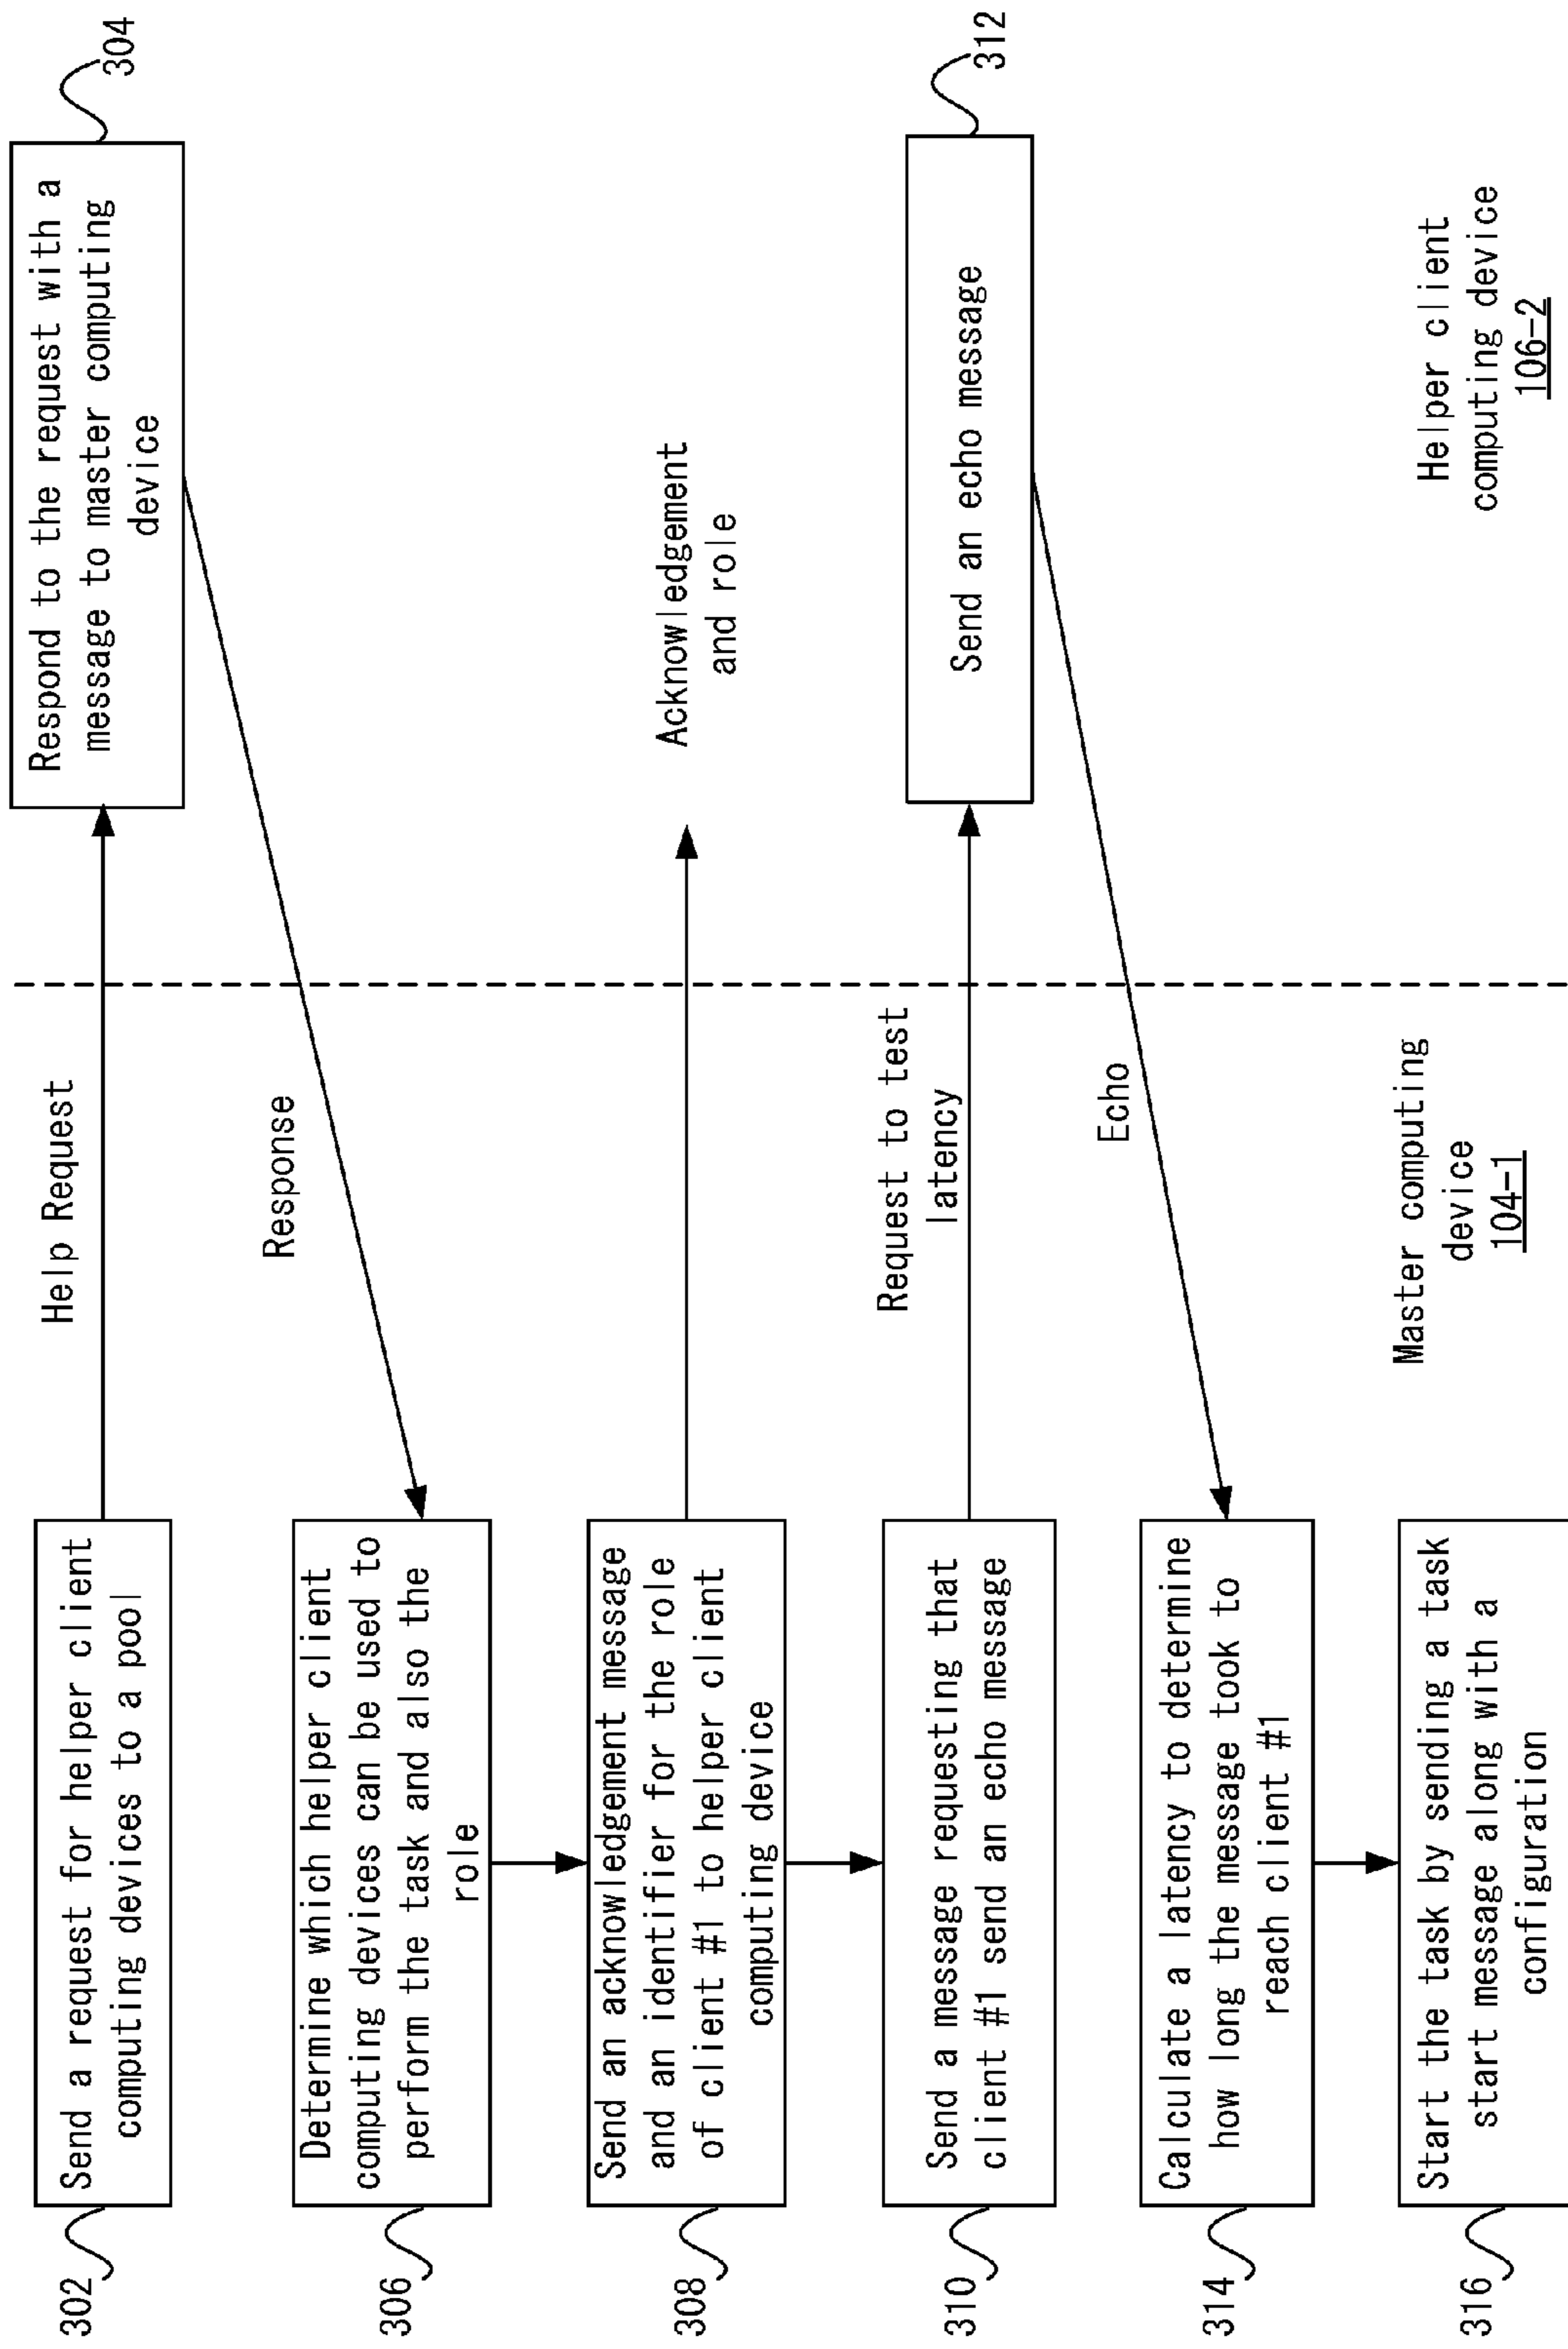 302
Send a request for helper client
computing devices to a pool
Help Request
Respond to the request with a
message to master computing
device
304
Response
306
Determine which helper client
computing devices can be used to
perform the task and also the
role
308
Send an acknowledgement message
and an identifier for the role
of client #1 to helper client
computing device
Acknowledgement
and role
310
Send a message requesting that
client #1 send an echo message
Request to test
latency
Send an echo message
312
Echo
314
Calculate a latency to determine
how long the message took to
reach client #1
316
Start the task by sending a task
start message along with a
configuration
Master computing
device
104-1
Helper client
computing device
106-2